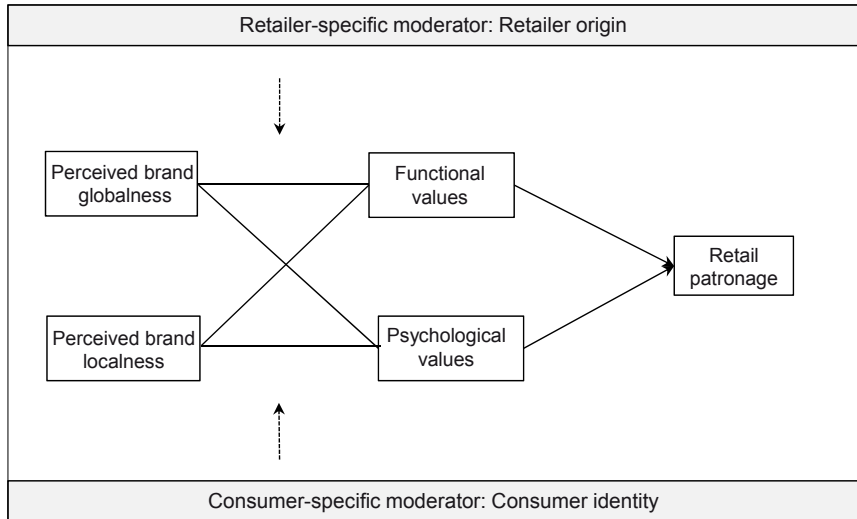 Retailer-specific moderator: Retailer origin
Perceived brand
globalness
Functional
values
Retail
patronage
Perceived brand
localness
Psychological
values
Consumer-specific moderator: Consumer identity